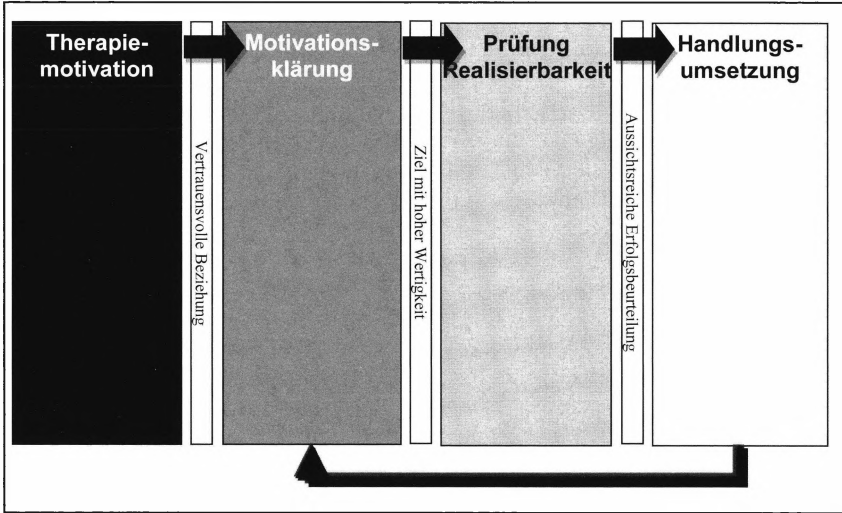 Therapie-
motivation
Vertrauensvolle Beziehung
Motivations-
klärung
Ziel mit hoher Wertigkeit
Prüfung
Realisierbarkeit
Aussichtsreiche Erfolgsbeurteilung
Handlungs-
umsetzung